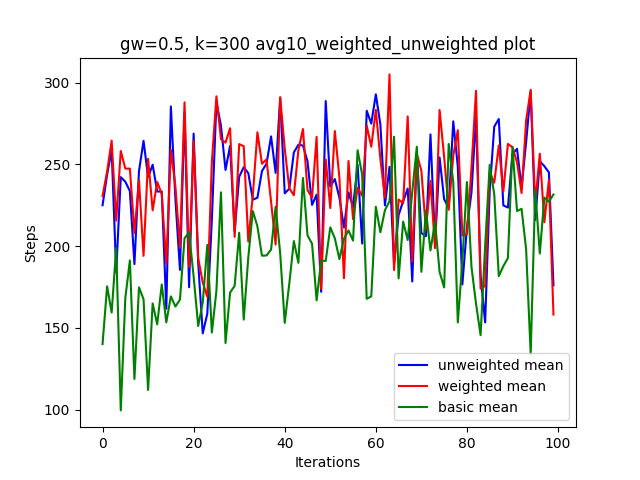 gw=0.5, k=300 avg10_weighted_unweighted plot
300
250
200
150
100
Steps
0 20 40 60 80 100
Iterations
unweighted mean
weighted mean
basic mean